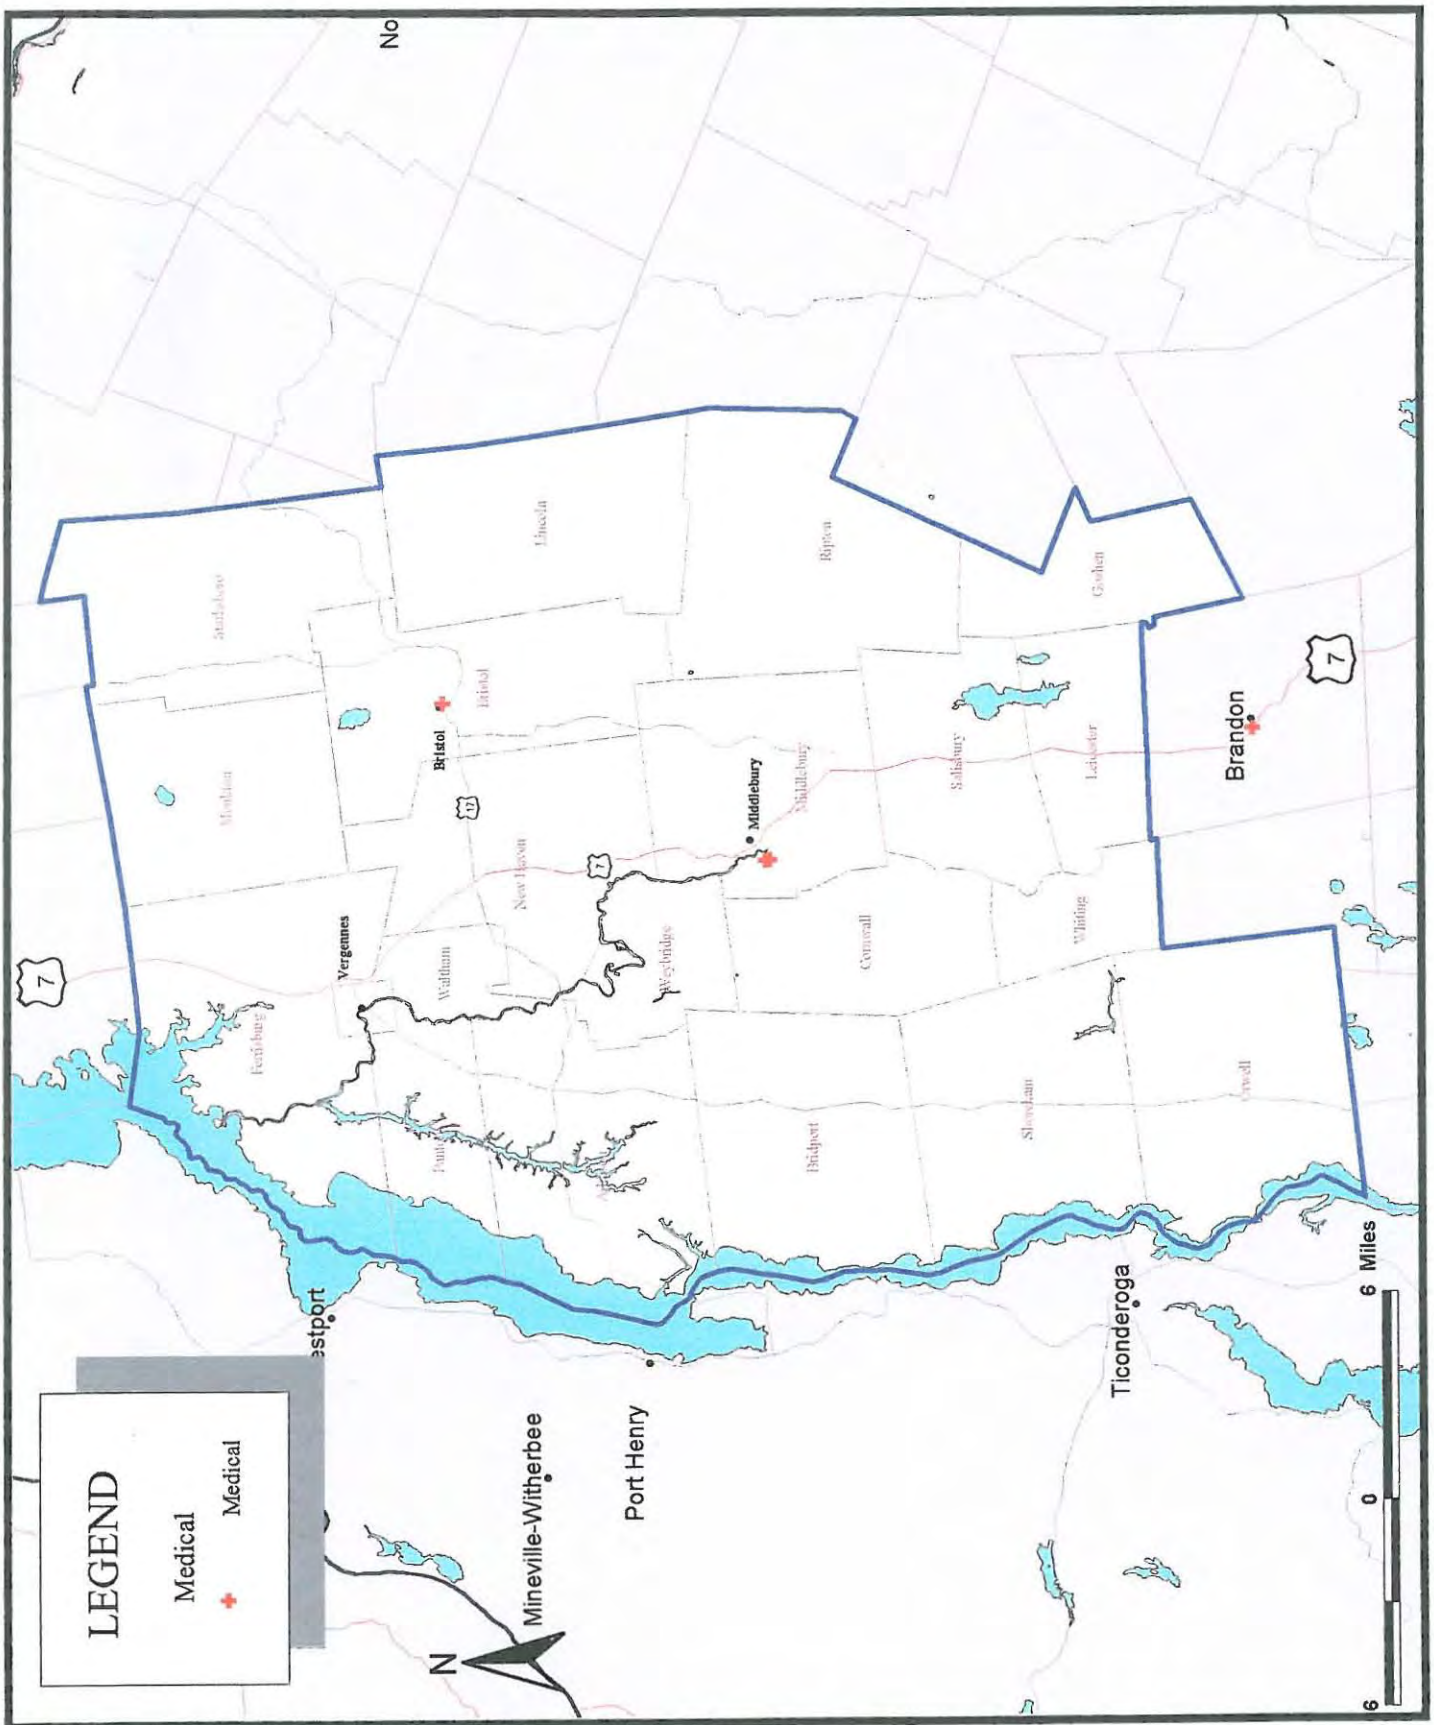 LEGEND
Medical
Medical
N
6 0 6 Miles
7
No
Starksboro
Lincoln
Ripton
Goshen
Monkton
Bristol
Bristol
17
Middlebury
Middlebury
Salisbury
Leicester
Brandon
7
New Haven
7
Vergennes
Waltham
Weybridge
Cornwall
Whiting
Ferrisburg
Bridport
Shoreham
Orwell
estport
Mineville-Witherbee
Port Henry
Ticonderoga